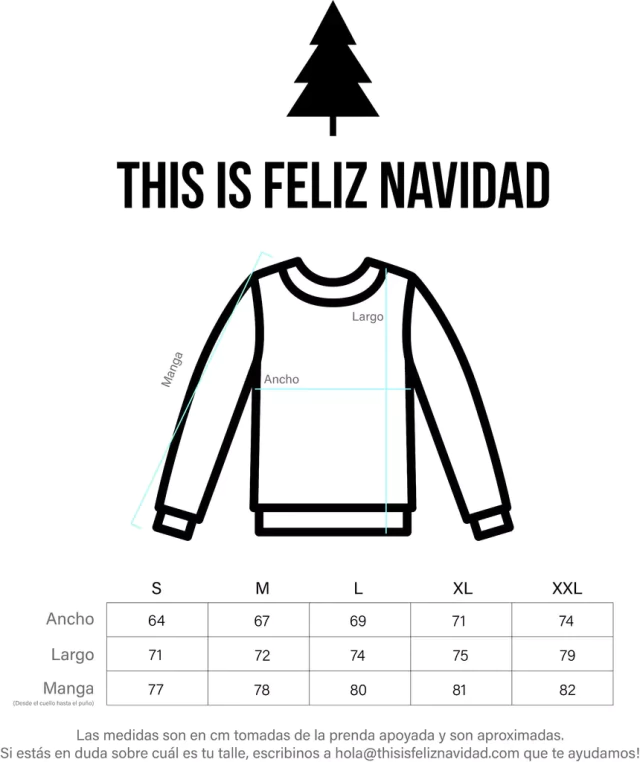 THIS IS FELIZ NAVIDAD
Largo
Manga
Ancho
S M L XL XXL
Ancho 64 67 69 71 74
Largo 71 72 74 75 79
Manga 77 78 80 81 82
(Desde el cuello hasta el puño)
Las medidas son en cm tomadas de la prenda apoyada y son aproximadas.
Si estás en duda sobre cuál es tu talle, escribinos a hola@thisisfeliznavidad.com que te ayudamos!